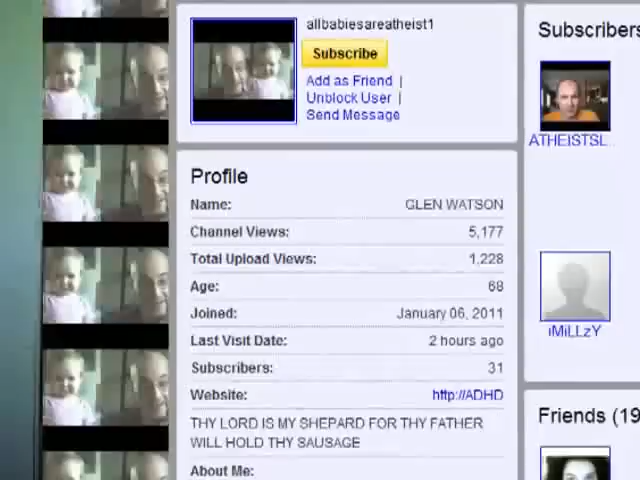 allbabiesareatheist1
Subscribe
Add as Friend |
Unblock User |
Send Message
Profile
Name: GLEN WATSON
Channel Views: 5,177
Total Upload Views: 1,228
Age: 68
Joined: January 06, 2011
Last Visit Date: 2 hours ago
Subscribers: 31
Website: http://ADHD
THY LORD IS MY SHEPARD FOR THY FATHER
WILL HOLD THY SAUSAGE
About Me:
Subscribers
ATHEISTSL...
iMiLLzY
Friends (19